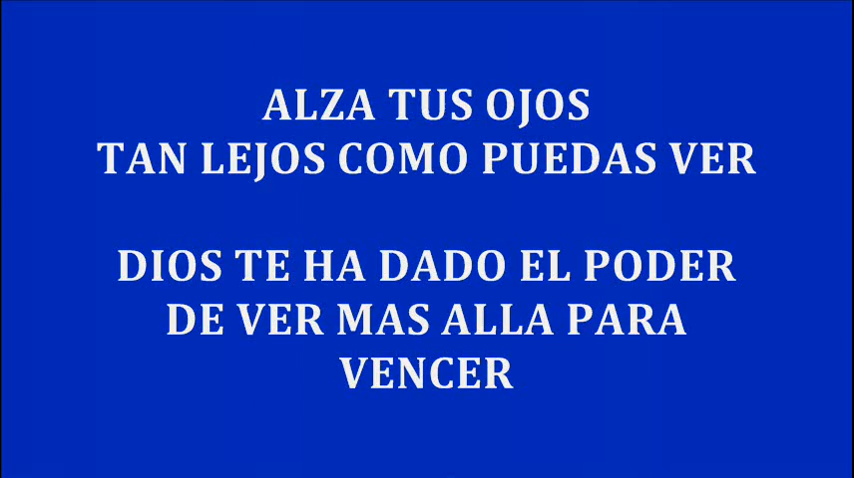 ALZA TUS OJOS
TAN LEJOS COMO PUEDAS VER
DIOS TE HA DADO EL PODER
DE VER MAS ALLA PARA
VENCER